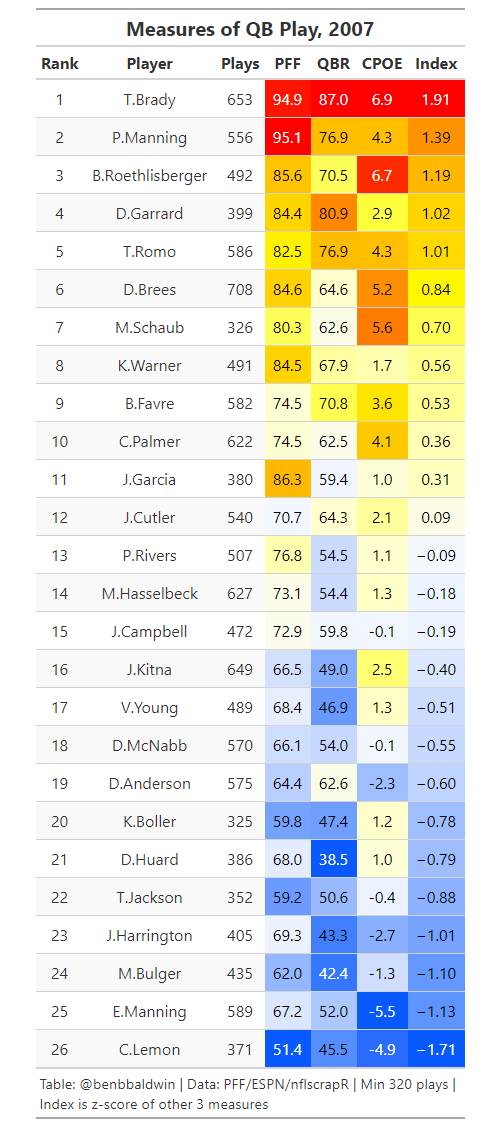 Measures of QB Play, 2007
Rank Player Plays PFF QBR CPOE Index
1 T.Brady 653 94.9 87.0 6.9 1.91
2 P.Manning 556 95.1 76.9 4.3 1.39
3 B.Roethlisberger 492 85.6 70.5 6.7 1.19
4 D.Garrard 399 84.4 80.9 2.9 1.02
5 T.Romo 586 82.5 76.9 4.3 1.01
6 D.Brees 708 84.6 64.6 5.2 0.84
7 M.Schaub 326 80.3 62.6 5.6 0.70
8 K.Warner 491 84.5 67.9 1.7 0.56
9 B.Favre 582 74.5 70.8 3.6 0.53
10 C.Palmer 622 74.5 62.5 4.1 0.36
11 J.Garcia 380 86.3 59.4 1.0 0.31
12 J.Cutler 540 70.7 64.3 2.1 0.09
13 P.Rivers 507 76.8 54.5 1.1 −0.09
14 M.Hasselbeck 627 73.1 54.4 1.3 −0.18
15 J.Campbell 472 72.9 59.8 -0.1 −0.19
16 J.Kitna 649 66.5 49.0 2.5 −0.40
17 V.Young 489 68.4 46.9 1.3 −0.51
18 D.McNabb 570 66.1 54.0 -0.1 −0.55
19 D.Anderson 575 64.4 62.6 -2.3 −0.60
20 K.Boller 325 59.8 47.4 1.2 −0.78
21 D.Huard 386 68.0 38.5 1.0 −0.79
22 T.Jackson 352 59.2 50.6 -0.4 −0.88
23 J.Harrington 405 69.3 43.3 -2.7 −1.01
24 M.Bulger 435 62.0 42.4 -1.3 −1.10
25 E.Manning 589 67.2 52.0 -5.5 −1.13
26 C.Lemon 371 51.4 45.5 -4.9 −1.71
Table: @benbbaldwin | Data: PFF/ESPN/nflscrapR | Min 320 plays |
Index is z-score of other 3 measures